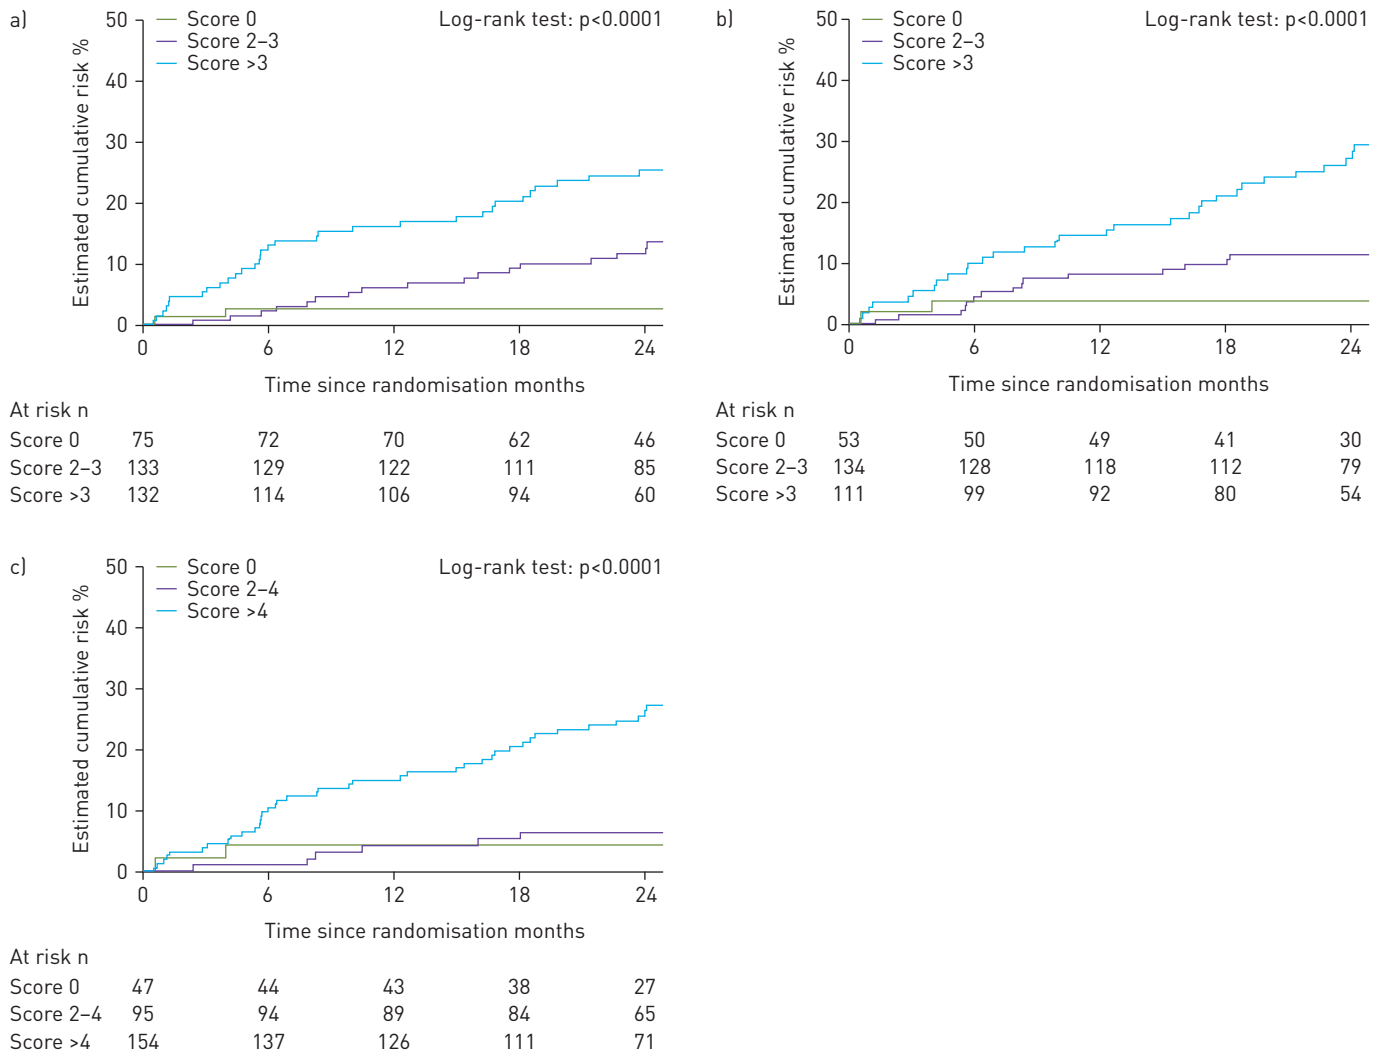 a)
Score 0
Score 2–3
Score >3
Log-rank test: p<0.0001
Estimated cumulative risk %
50
40
30
20
10
0
0 6 12 18 24
Time since randomisation months
At risk n
Score 0 75 72 70 62 46
Score 2–3 133 129 122 111 85
Score >3 132 114 106 94 60
b)
Score 0
Score 2–3
Score >3
Log-rank test: p<0.0001
Estimated cumulative risk %
50
40
30
20
10
0
0 6 12 18 24
Time since randomisation months
At risk n
Score 0 53 50 49 41 30
Score 2–3 134 128 118 112 79
Score >3 111 99 92 80 54
c)
Score 0
Score 2–4
Score >4
Log-rank test: p<0.0001
Estimated cumulative risk %
50
40
30
20
10
0
0 6 12 18 24
Time since randomisation months
At risk n
Score 0 47 44 43 38 27
Score 2–4 95 94 89 84 65
Score >4 154 137 126 111 71